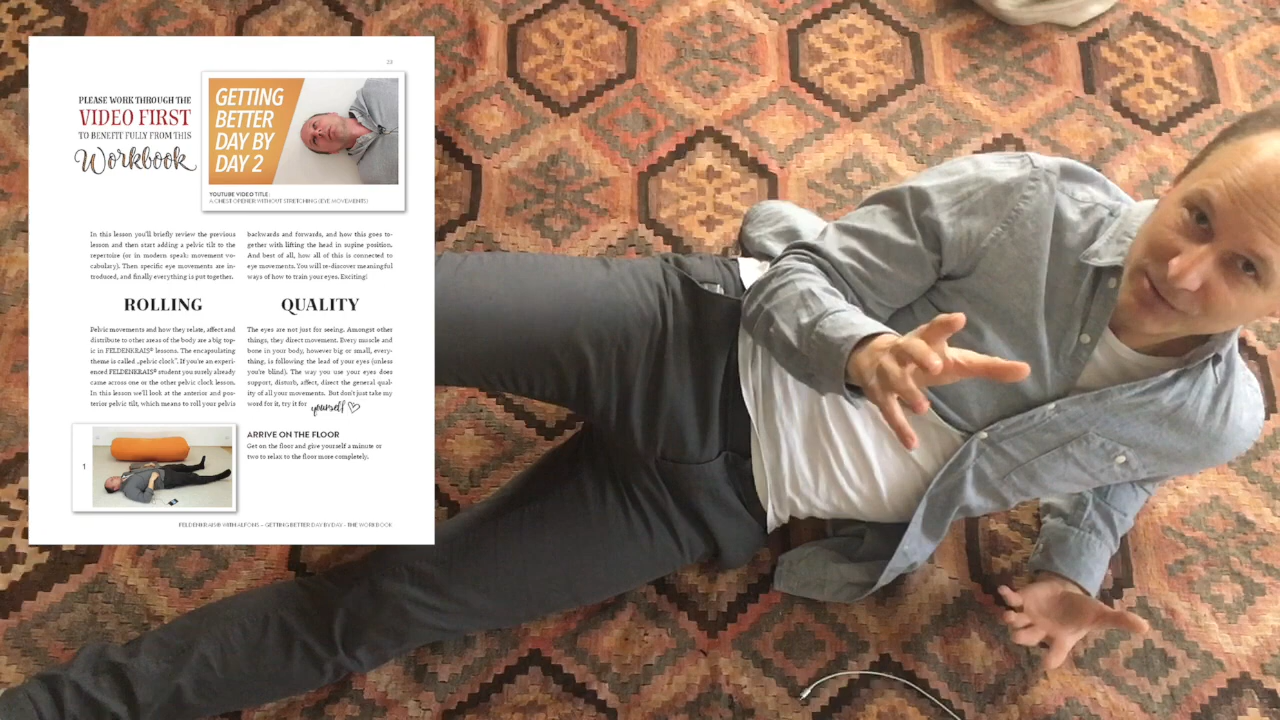 23
PLEASE WORK THROUGH THE
VIDEO FIRST
TO BENEFIT FULLY FROM THIS
Workbook
GETTING
BETTER
DAY BY
DAY 2
YOUTUBE VIDEO TITLE:
A CHEST OPENER WITHOUT STRETCHING (EYE MOVEMENTS)
In this lesson you'll briefly review the previous
lesson and then start adding a pelvic tilt to the
repertoire (or in modern speak: movement vo-
cabulary). Then specific eye movements are in-
troduced, and finally everything is put together.
ROLLING
Pelvic movements and how they relate, affect and
distribute to other areas of the body are a big top-
ic in FELDENKRAIS® lessons. The encapsulating
theme is called „pelvic clock". If you're an experi-
enced FELDENKRAIS® student you surely already
came across one or the other pelvic clock lesson.
In this lesson we'll look at the anterior and pos-
terior pelvic tilt, which means to roll your pelvis
backwards and forwards, and how this goes to-
gether with lifting the head in supine position.
And best of all, how all of this is connected to
eye movements. You will re-discover meaningful
ways of how to train your eyes. Exciting!
QUALITY
The eyes are not just for seeing. Amongst other
things, they direct movement. Every muscle and
bone in your body, however big or small, every-
thing, is following the lead of your eyes (unless
you're blind). The way you use your eyes does
support, disturb, affect, direct the general qual-
ity of all your movements. But don't just take my
word for it, try it for yourself ♡
1
ARRIVE ON THE FLOOR
Get on the floor and give yourself a minute or
two to relax to the floor more completely.
FELDENKRAIS® WITH ALFONS – GETTING BETTER DAY BY DAY - THE WORKBOOK